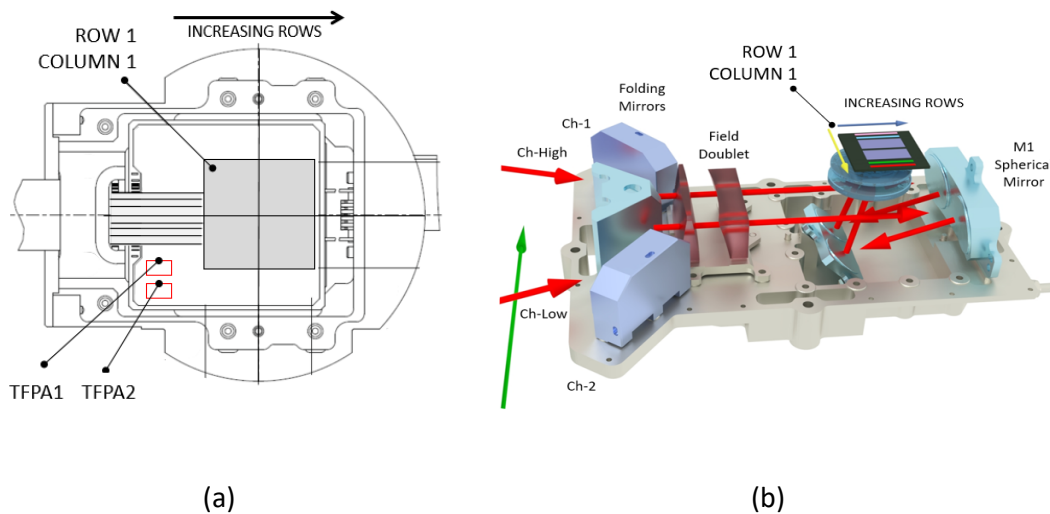 ROW 1
COLUMN 1
INCREASING ROWS
TFPA1
TFPA2
(a)
ROW 1
COLUMN 1
INCREASING ROWS
Folding
Mirrors
Ch-1
Ch-High
Field
Doublet
M1
Spherical
Mirror
Ch-Low
Ch-2
(b)